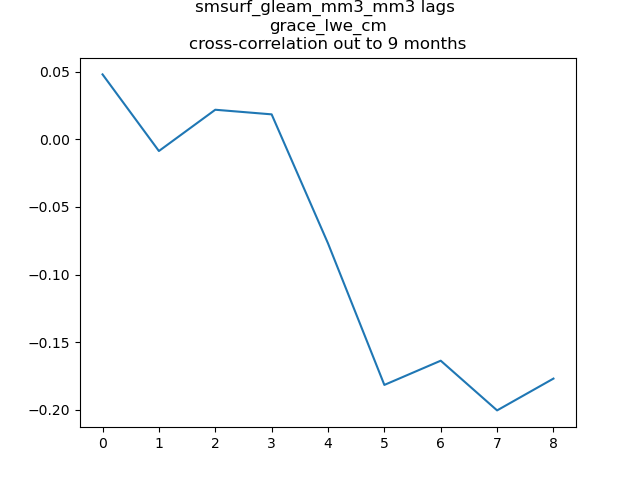 smsurf_gleam_mm3_mm3 lags
grace_lwe_cm
cross-correlation out to 9 months
0.05
0.00
−0.05
−0.10
−0.15
−0.20
0 1 2 3 4 5 6 7 8